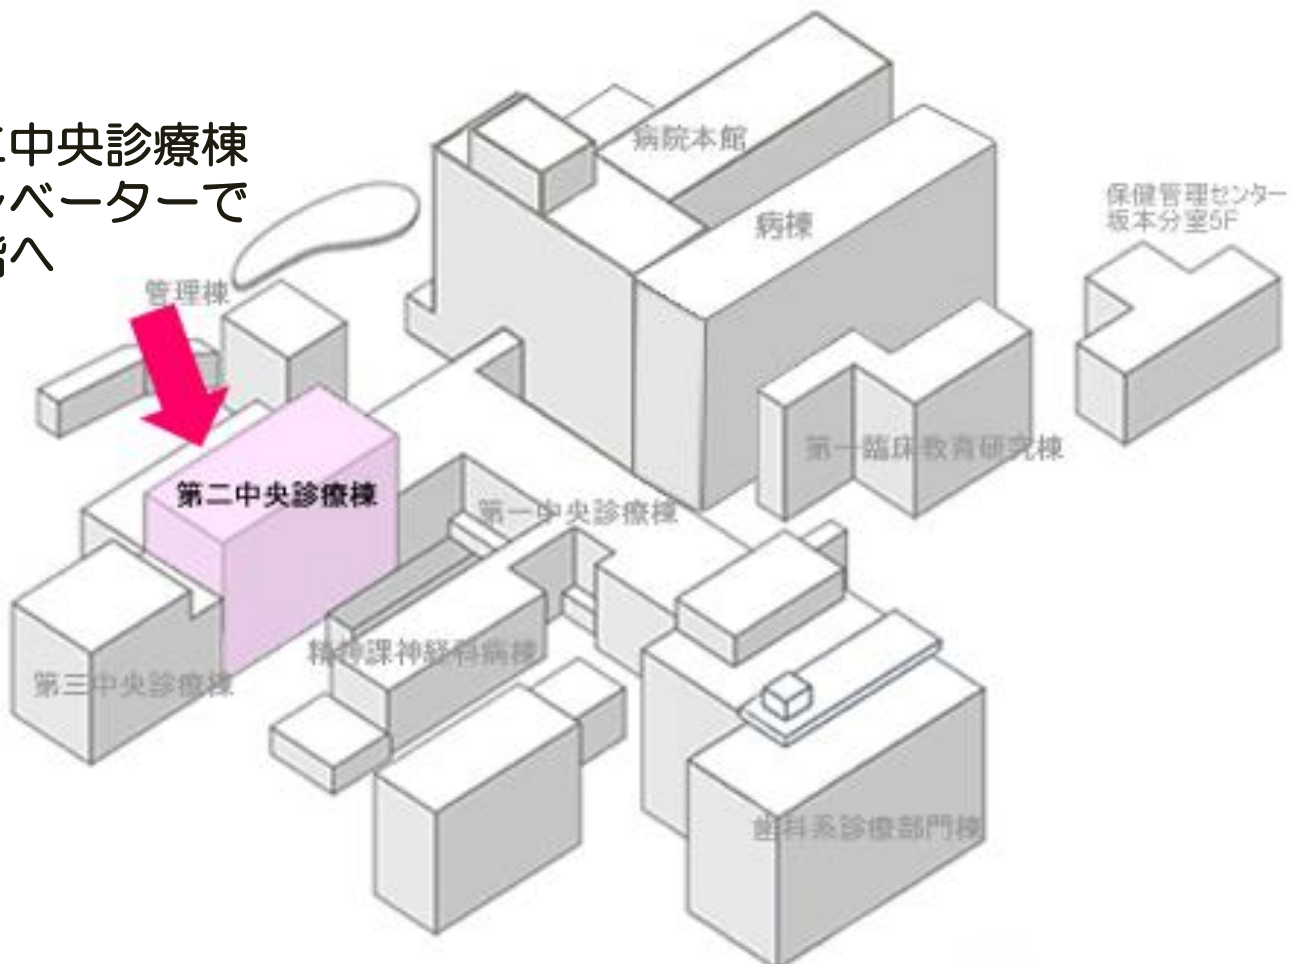 中央診療棟
ベーターで
へ
病院本館
病棟
保健管理センター
坂本分室5F
管理棟
第一臨床教育研究棟
第二中央診療棟
第一中央診療棟
精神課神経科病棟
第三中央診療棟
歯科系診療部門棟